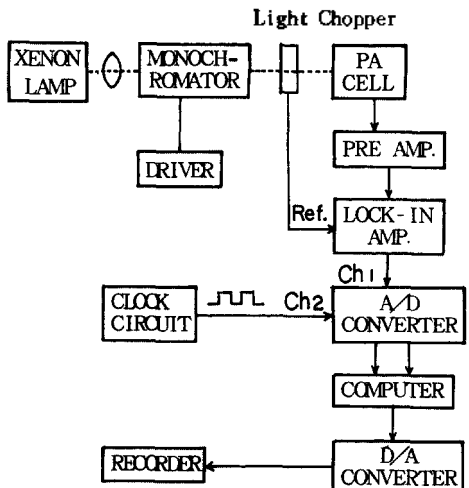 Light Chopper
XENON
LAMP
MONOCH-
ROMATOR
PA
CELL
DRIVER
PRE AMP.
Ref.
LOCK-IN
AMP.
Ch1
CLOCK
CIRCUIT
Ch2
A/D
CONVERTER
COMPUTER
RECORDER
D/A
CONVERTER